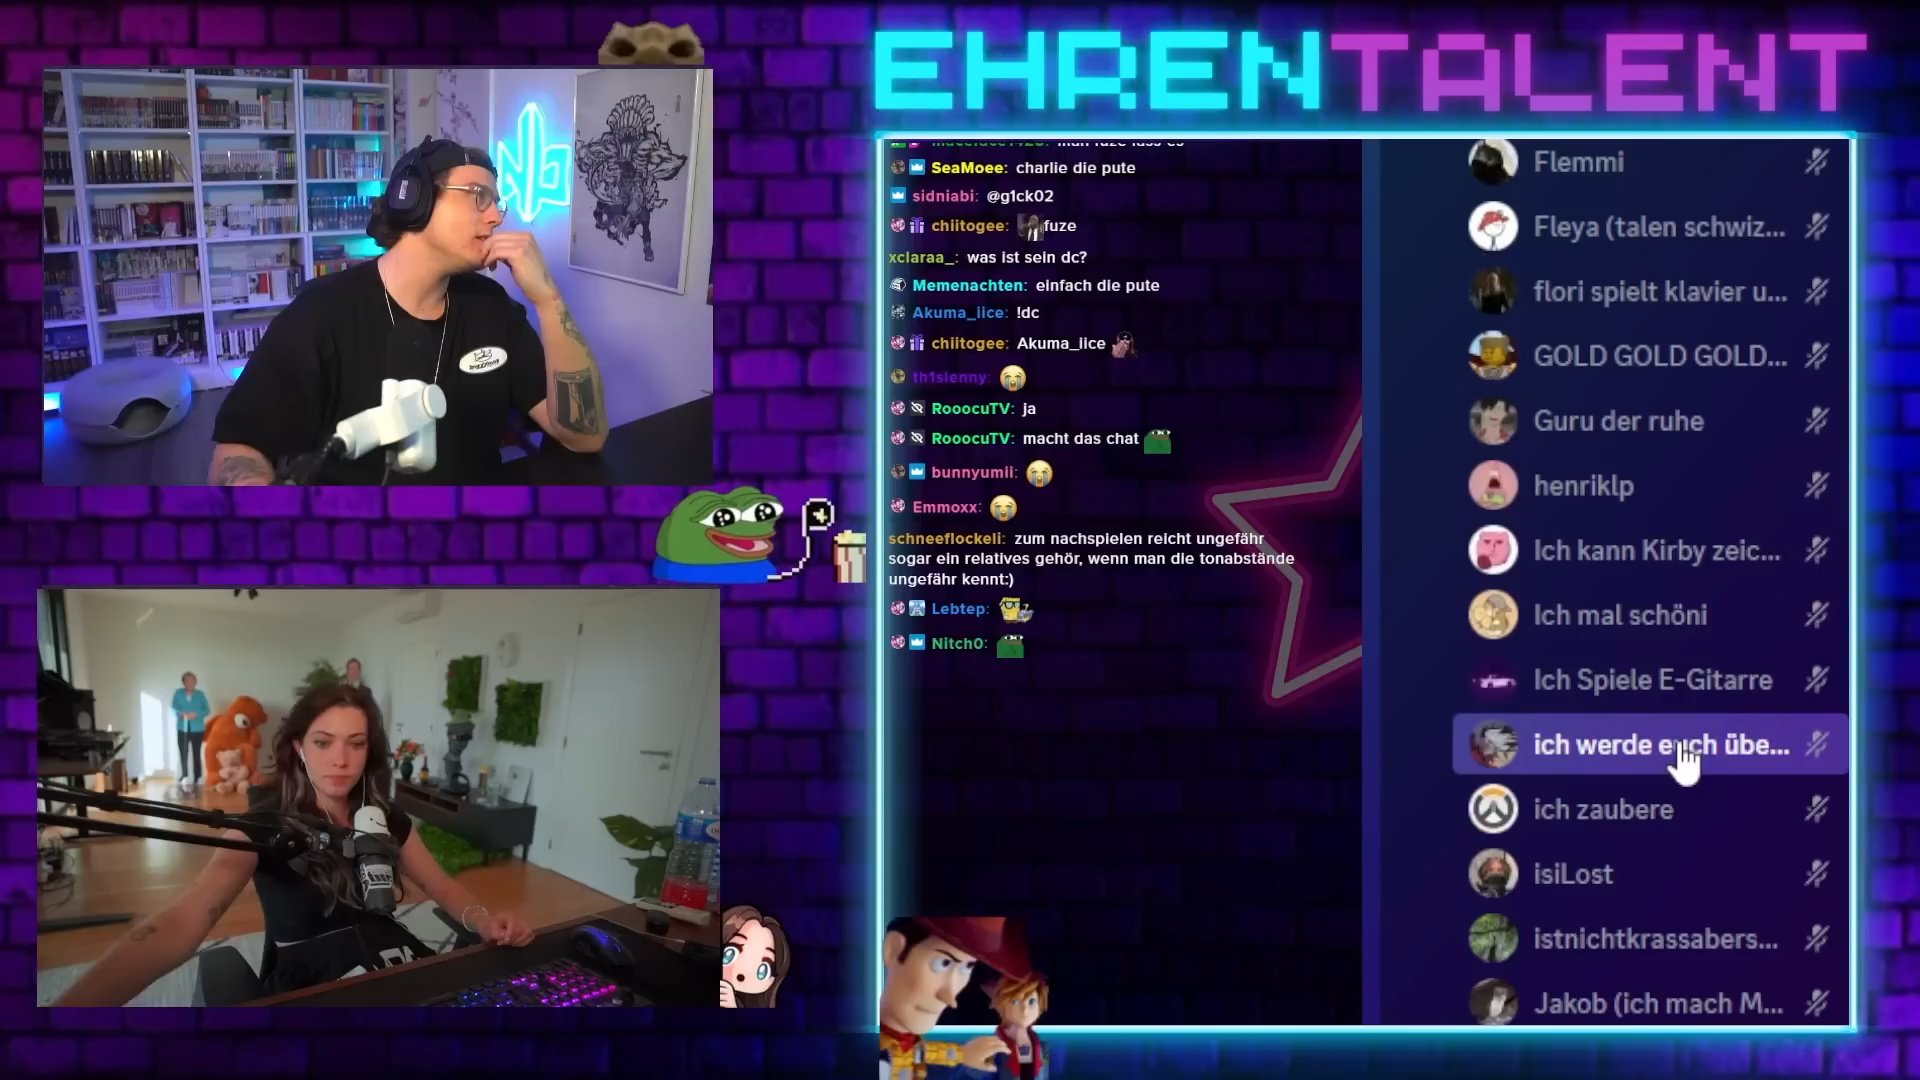 EHRENTALENT
SeaMoee: charlie die pute
sidniabi: @g1ck02
chiitogee: fuze
xclaraa_: was ist sein dc?
Memenachten: einfach die pute
Akuma_iice: !dc
chiitogee: Akuma_iice
th1slenny:
RooocuTV: ja
RooocuTV: macht das chat
bunnyumii:
Emmoxx:
schneeflockeli: zum nachspielen reicht ungefähr
sogar ein relatives gehör, wenn man die tonabstände
ungefähr kennt:)
Lebtep:
Nitch0:
Flemmi
Fleya (talen schwiz...
flori spielt klavier u...
GOLD GOLD GOLD...
Guru der ruhe
henriklp
Ich kann Kirby zeic...
Ich mal schöni
Ich Spiele E-Gitarre
ich werde euch übe...
ich zaubere
isiLost
istnichtkrassabers...
Jakob (ich mach M...